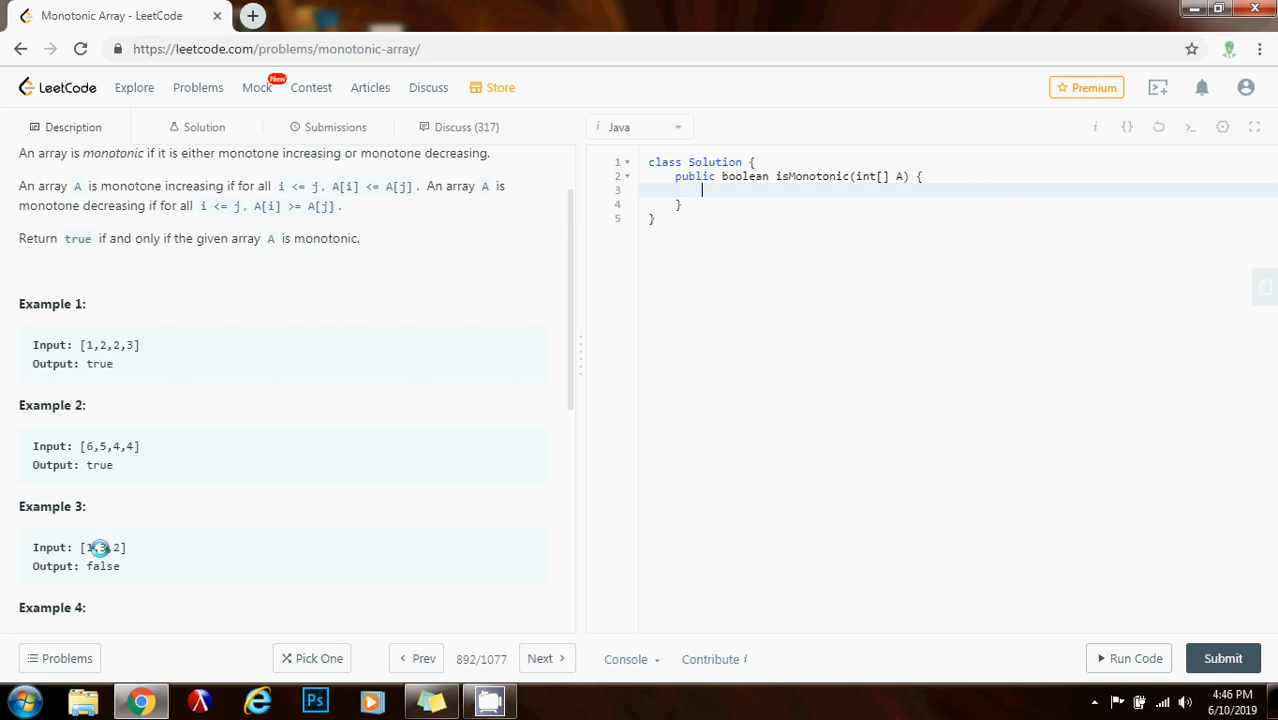 Monotonic Array - LeetCode
https://leetcode.com/problems/monotonic-array/
LeetCode Explore Problems Mock New Contest Articles Discuss Store Premium
Description Solution Submissions Discuss (317)
i Java
An array is monotonic if it is either monotone increasing or monotone decreasing.
An array A is monotone increasing if for all i <= j, A[i] <= A[j]. An array A is
monotone decreasing if for all i <= j, A[i] >= A[j].
Return true if and only if the given array A is monotonic.
Example 1:
Input: [1,2,2,3]
Output: true
Example 2:
Input: [6,5,4,4]
Output: true
Example 3:
Input: [1,3,2]
Output: false
Example 4:
1 class Solution {
2 public boolean isMonotonic(int[] A) {
3
4 }
5 }
Problems Pick One Prev 892/1077 Next Console Contribute i Run Code Submit
Ps
4:46 PM
6/10/2019